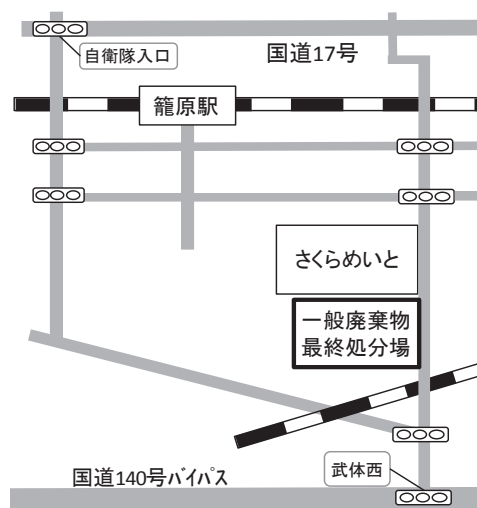 自衛隊入口
国道17号
籠原駅
さくらめいと
一般廃棄物
最終処分場
国道140号バイパス
武体西